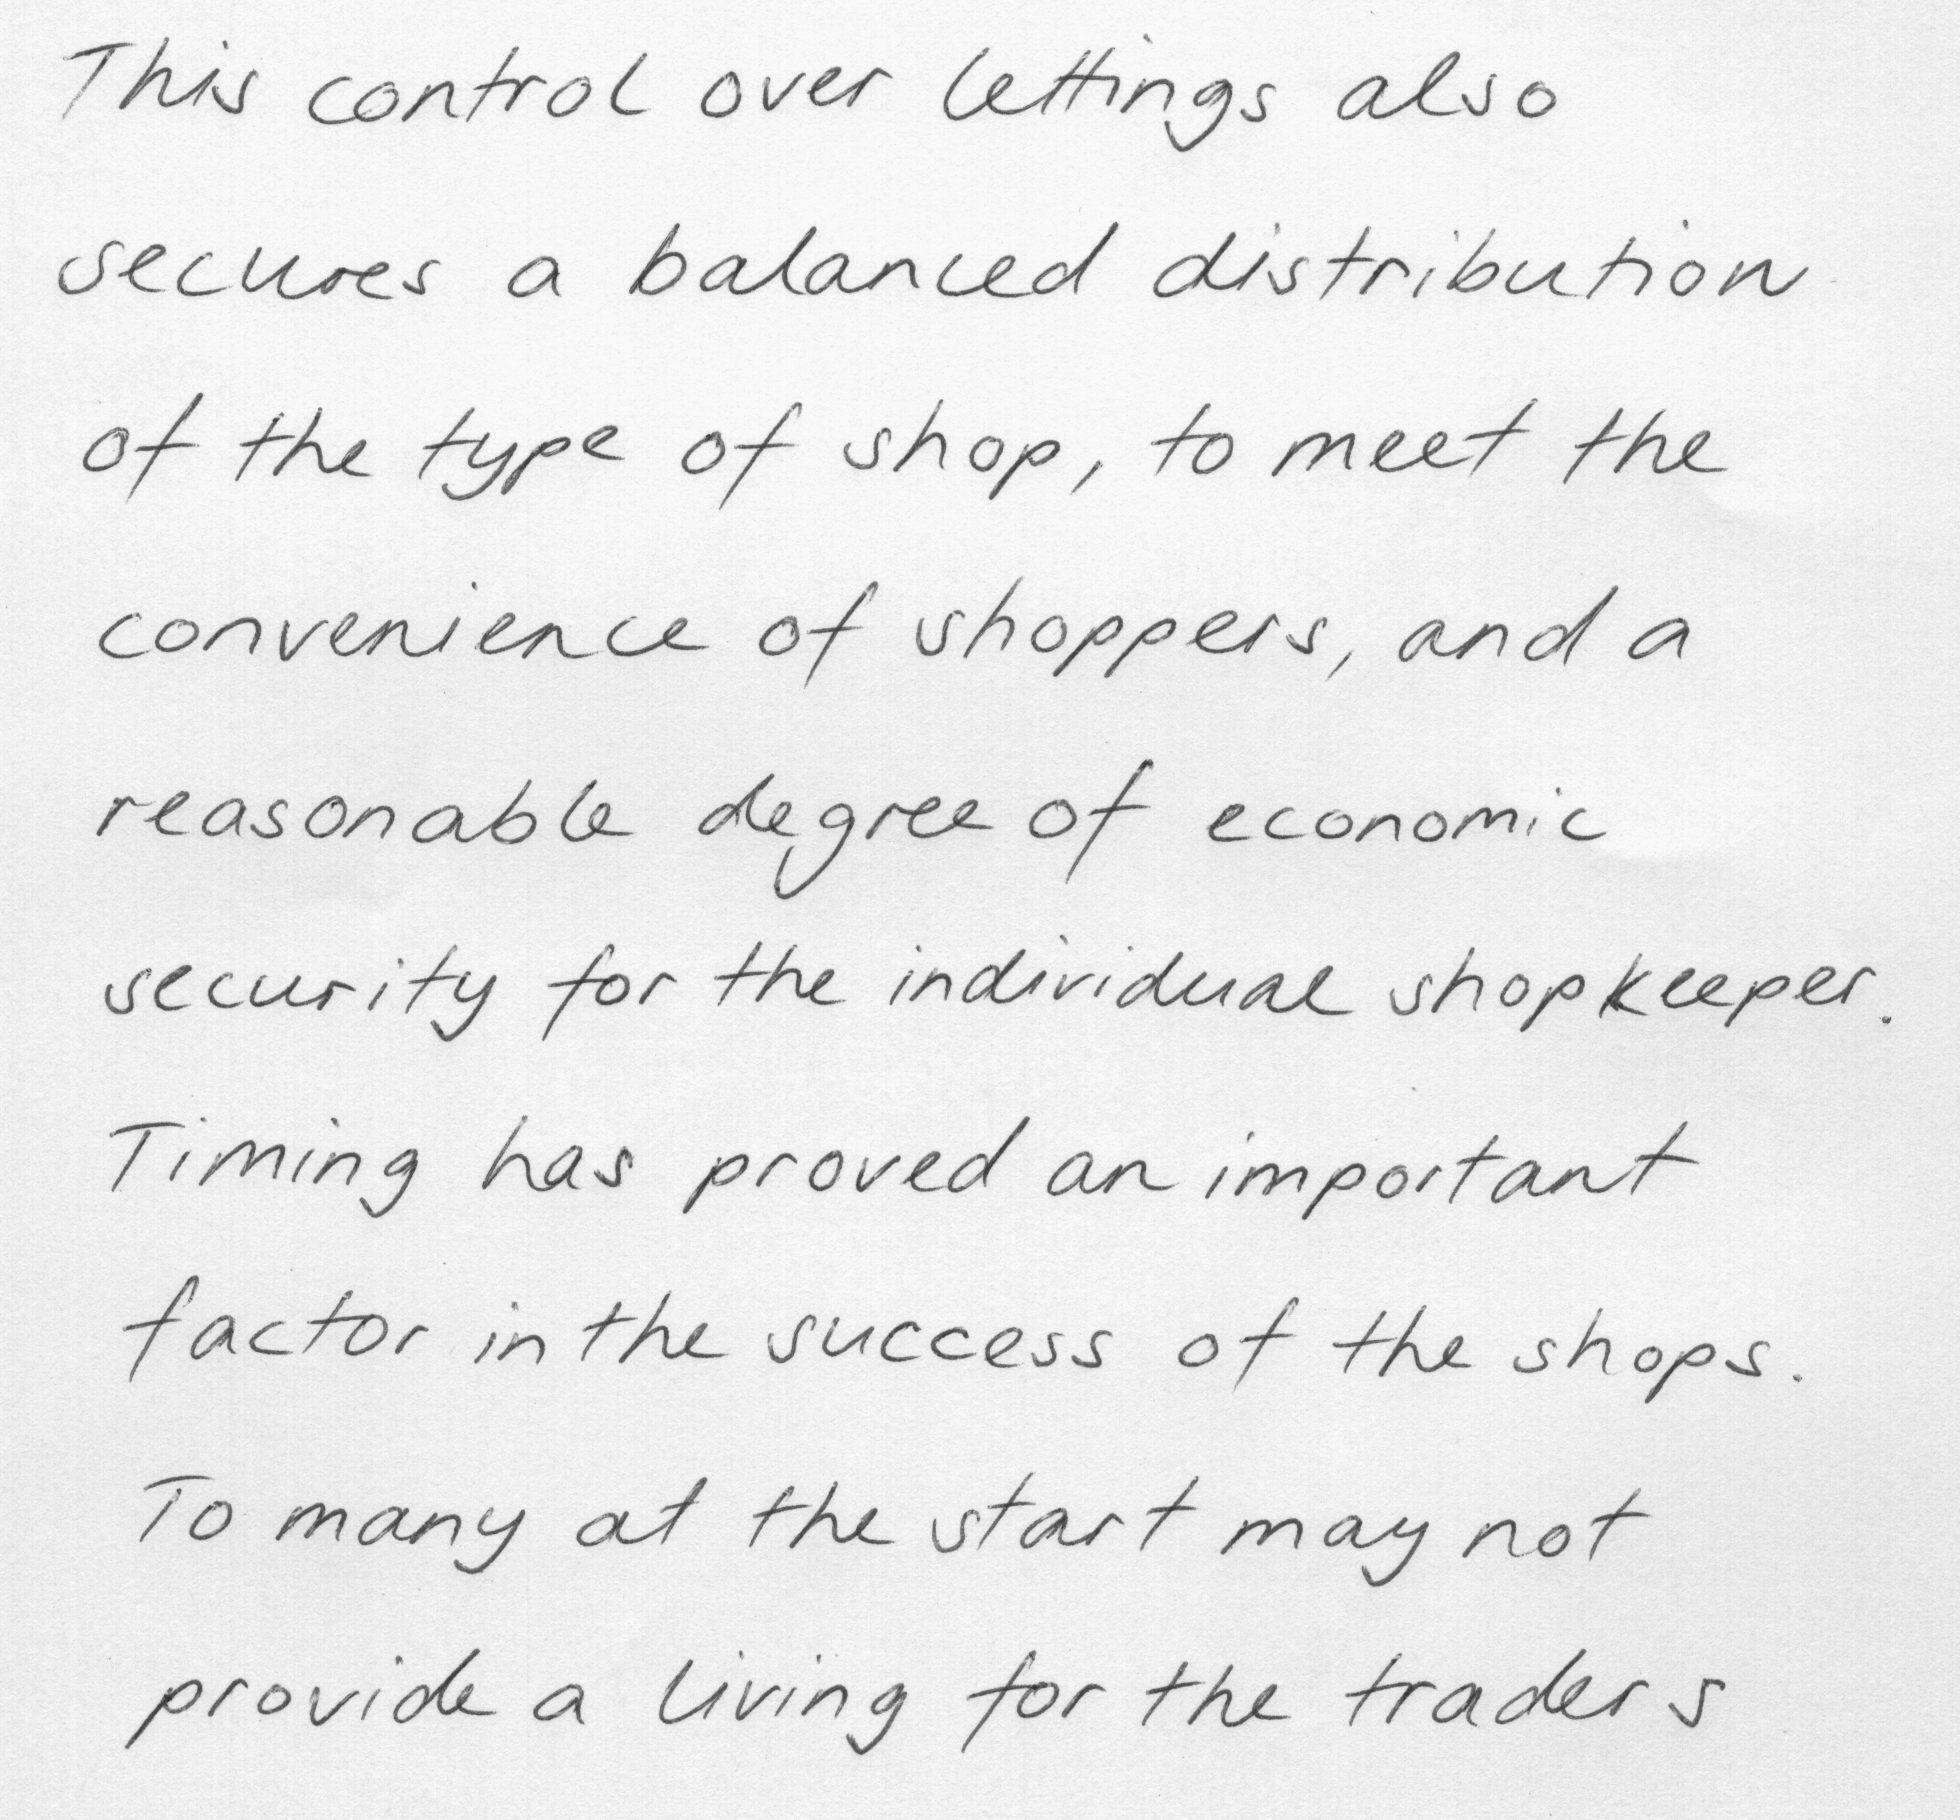 This control over lettings also
secures a balanced distribution
of the type of shop, to meet the
convenience of shoppers, and a
reasonable degree of economic
security for the individual shopkeeper.
Timing has proved an important
factor in the success of the shops.
To many at the start may not
provide a living for the traders